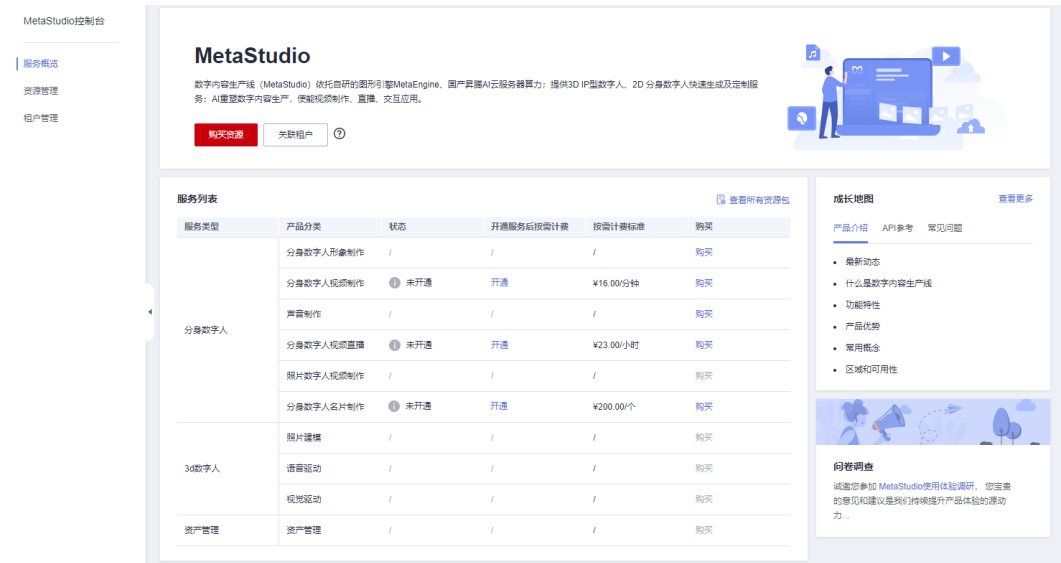 MetaStudio控制台
服务概览
资源管理
租户管理
MetaStudio
数字内容生产线（MetaStudio）依托自研的图形引擎MetaEngine、国产昇腾AI云服务器算力；提供3D IP型数字人、2D 分身数字人快速生成及定制服
务；AI重塑数字内容生产，使能视频制作、直播、交互应用。
购买资源 关联租户
服务列表 查看所有资源包
服务类型 产品分类 状态 开通服务后按需计费 按需计费标准 购买
分身数字人形象制作 / / / 购买
分身数字人视频制作 未开通 开通 ¥16.00/分钟 购买
声音制作 / / / 购买
分身数字人
分身数字人视频直播 未开通 开通 ¥23.00/小时 购买
照片数字人视频制作 / / / 购买
分身数字人名片制作 未开通 开通 ¥200.00/个 购买
照片建模 / / / 购买
3d数字人 语音驱动 / / / 购买
视觉驱动 / / / 购买
资产管理 资产管理 / / / 购买
成长地图 查看更多
产品介绍 API参考 常见问题
最新动态
什么是数字内容生产线
功能特性
产品优势
常用概念
区域和可用性
问卷调查
诚邀您参加 MetaStudio使用体验调研， 您宝贵
的意见和建议是我们持续提升产品体验的源动
力...